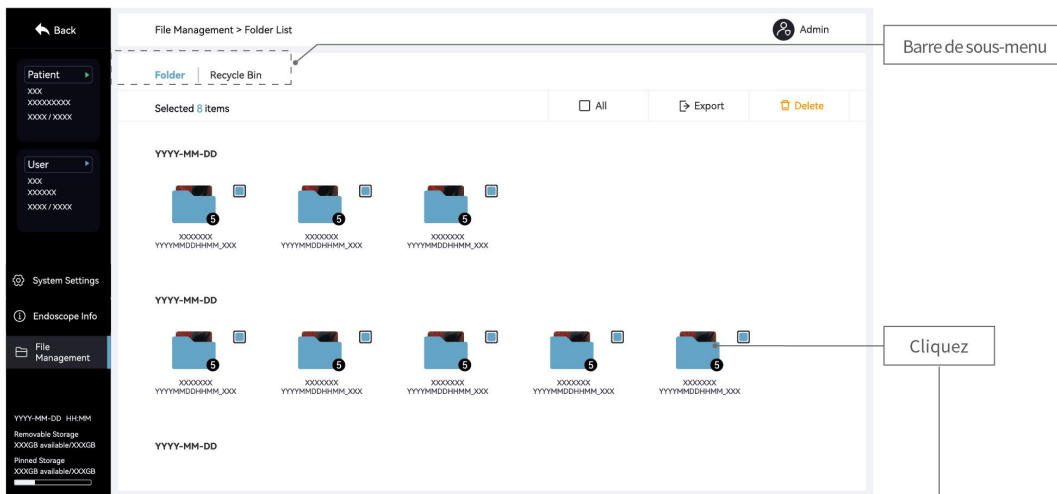 Back
File Management > Folder List
Admin
Barre de sous-menu
Patient
XXX
XXXXXXXXX
XXXX / XXXX
Folder
Recycle Bin
Selected 8 items
All
Export
Delete
User
XXX
XXXXXX
XXXX / XXXX
YYYY-MM-DD
5
5
5
XXXXXXX
XXXXXXX
XXXXXXX
YYYYMMDDHHMM_XXX
YYYYMMDDHHMM_XXX
YYYYMMDDHHMM_XXX
System Settings
Endoscope Info
File
Management
YYYY-MM-DD
5
5
5
5
5
XXXXXXX
XXXXXXX
XXXXXXX
XXXXXXX
XXXXXXX
YYYYMMDDHHMM_XXX
YYYYMMDDHHMM_XXX
YYYYMMDDHHMM_XXX
YYYYMMDDHHMM_XXX
YYYYMMDDHHMM_XXX
Cliquez
YYYY-MM-DD HH:MM
Removable Storage
XXXGB available/XXXGB
Pinned Storage
XXXGB available/XXXGB
YYYY-MM-DD